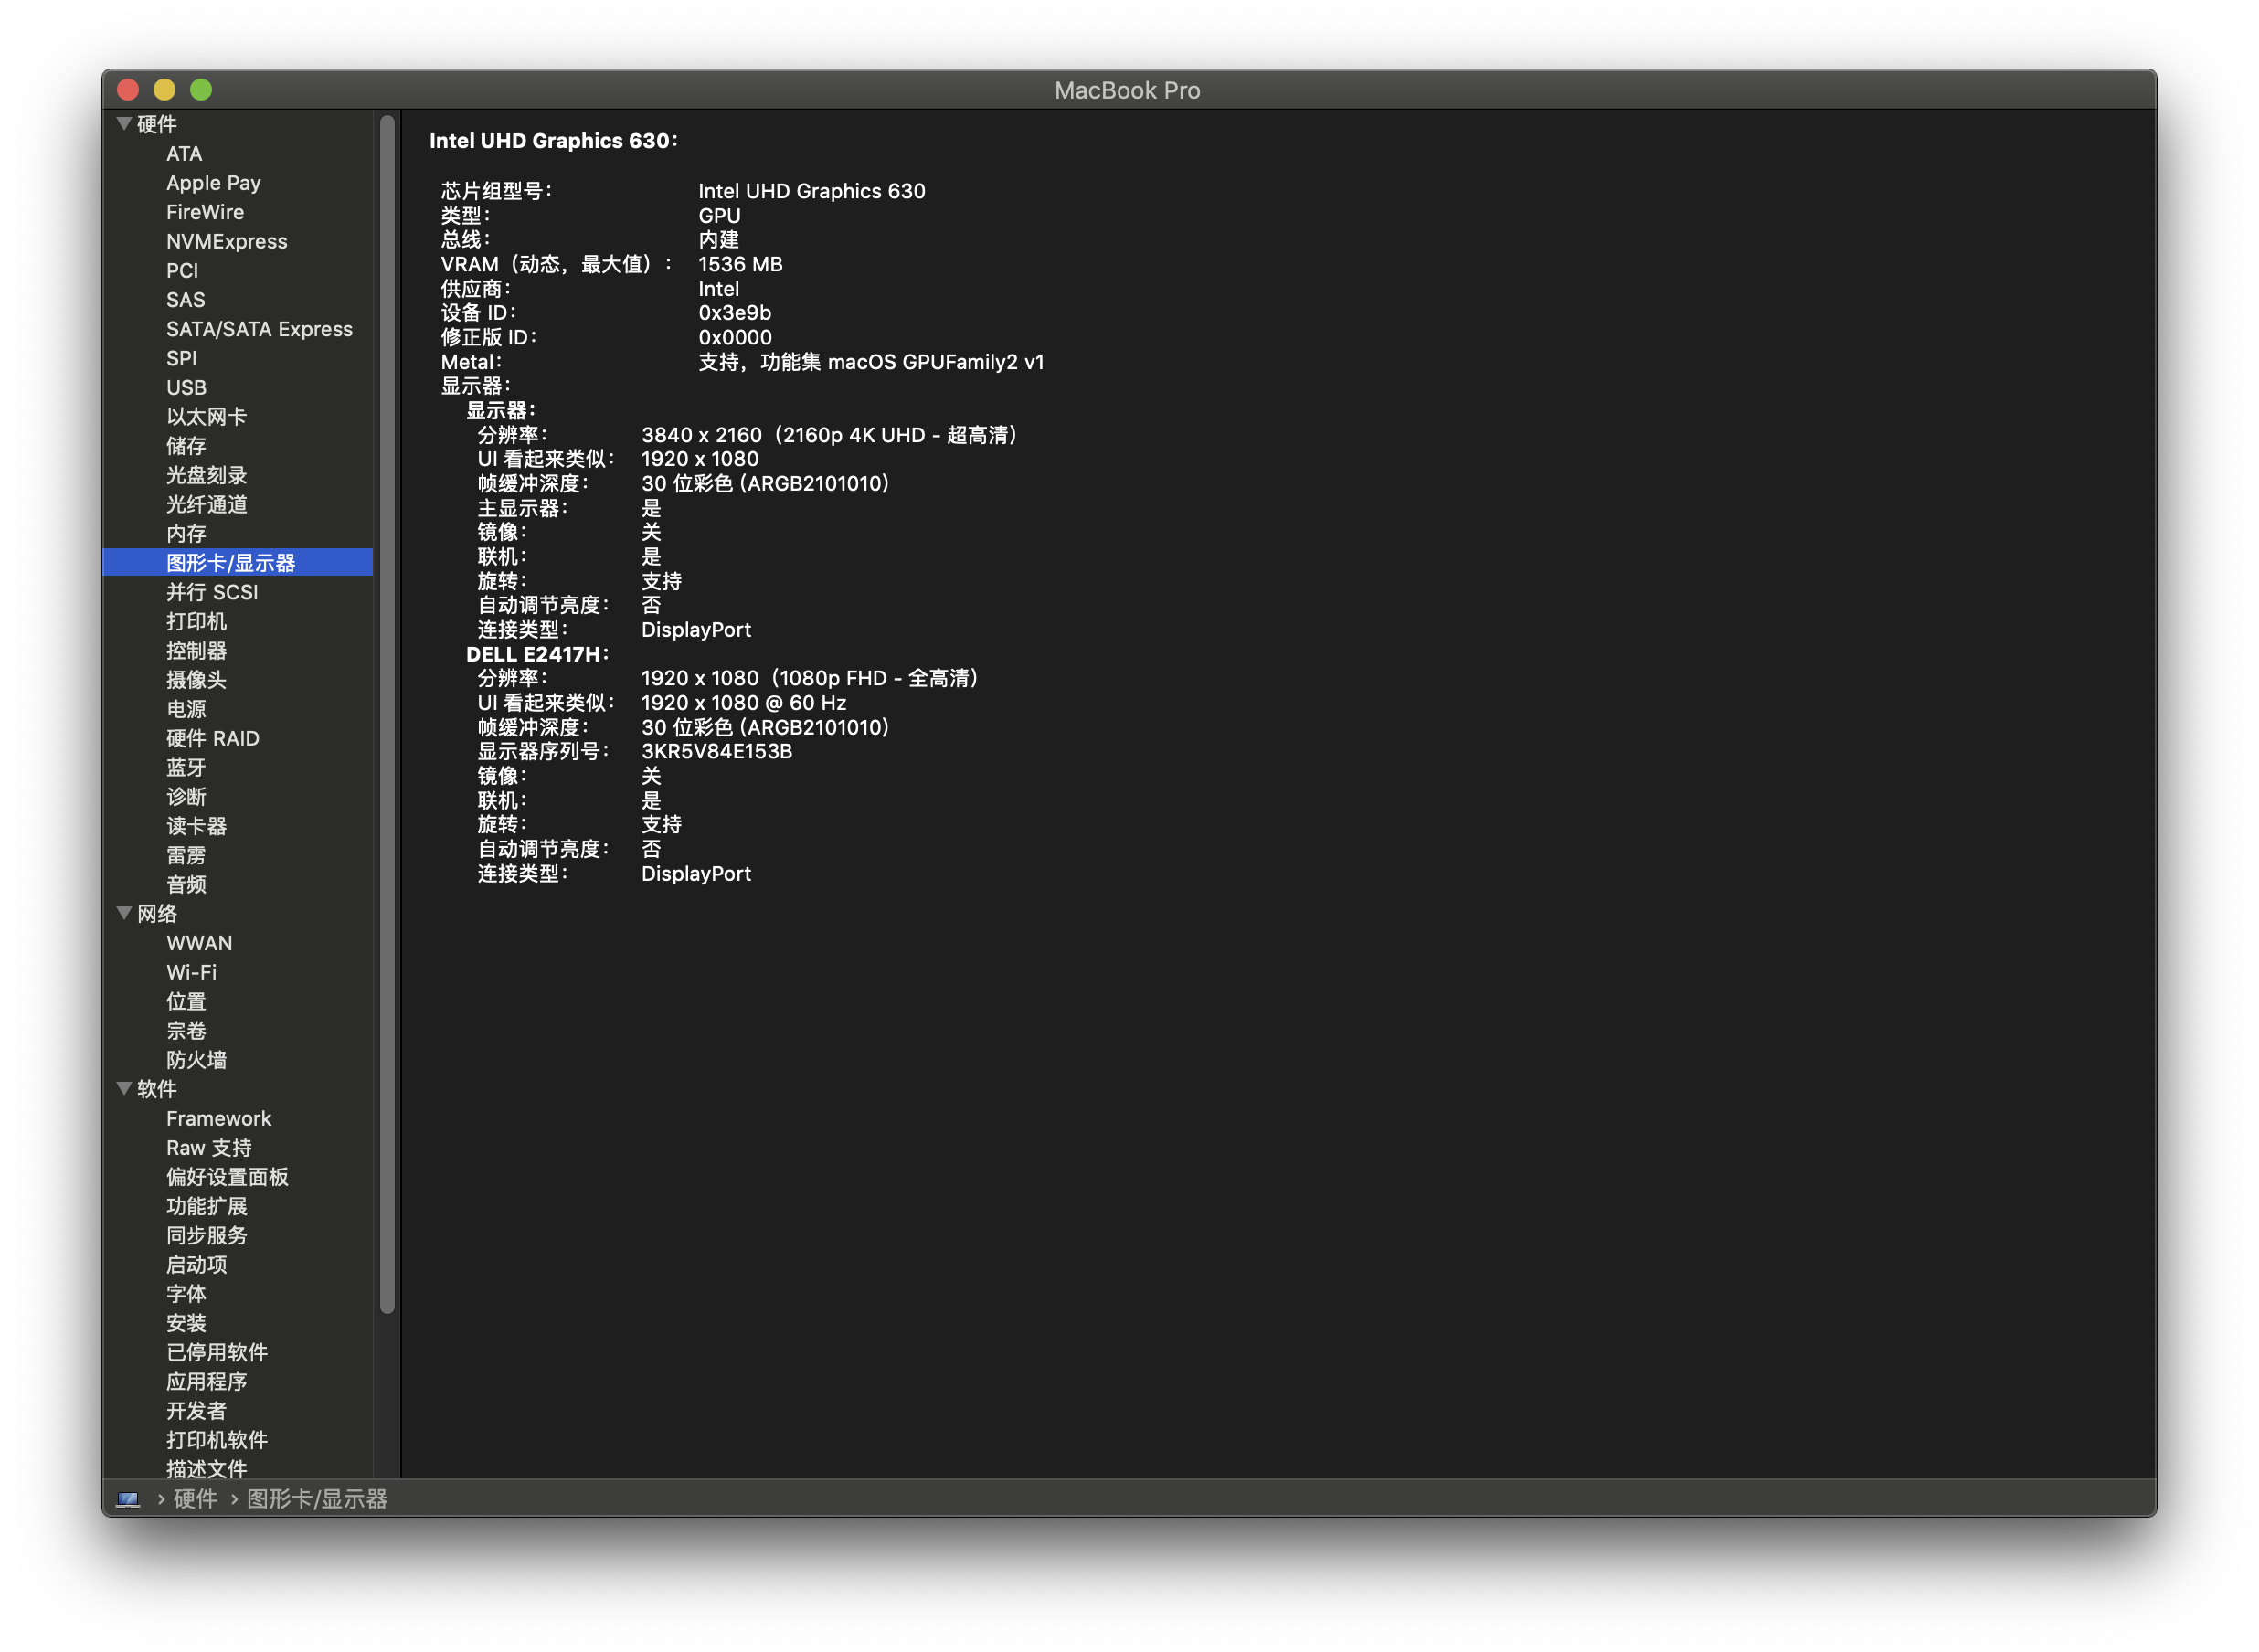 MacBook Pro
硬件
ATA
Apple Pay
FireWire
NVMExpress
PCI
SAS
SATA/SATA Express
SPI
USB
以太网卡
储存
光盘刻录
光纤通道
内存
图形卡/显示器
并行 SCSI
打印机
控制器
摄像头
电源
硬件 RAID
蓝牙
诊断
读卡器
雷雳
音频
网络
WWAN
Wi-Fi
位置
宗卷
防火墙
软件
Framework
Raw 支持
偏好设置面板
功能扩展
同步服务
启动项
字体
安装
已停用软件
应用程序
开发者
打印机软件
描述文件
Intel UHD Graphics 630：
芯片组型号： Intel UHD Graphics 630
类型： GPU
总线： 内建
VRAM（动态，最大值）： 1536 MB
供应商： Intel
设备 ID： 0x3e9b
修正版 ID： 0x0000
Metal： 支持，功能集 macOS GPUFamily2 v1
显示器：
显示器：
分辨率： 3840 x 2160（2160p 4K UHD - 超高清）
UI 看起来类似： 1920 x 1080
帧缓冲深度： 30 位彩色 (ARGB2101010)
主显示器： 是
镜像： 关
联机： 是
旋转： 支持
自动调节亮度： 否
连接类型： DisplayPort
DELL E2417H：
分辨率： 1920 x 1080（1080p FHD - 全高清）
UI 看起来类似： 1920 x 1080 @ 60 Hz
帧缓冲深度： 30 位彩色 (ARGB2101010)
显示器序列号： 3KR5V84E153B
镜像： 关
联机： 是
旋转： 支持
自动调节亮度： 否
连接类型： DisplayPort
› 硬件 › 图形卡/显示器